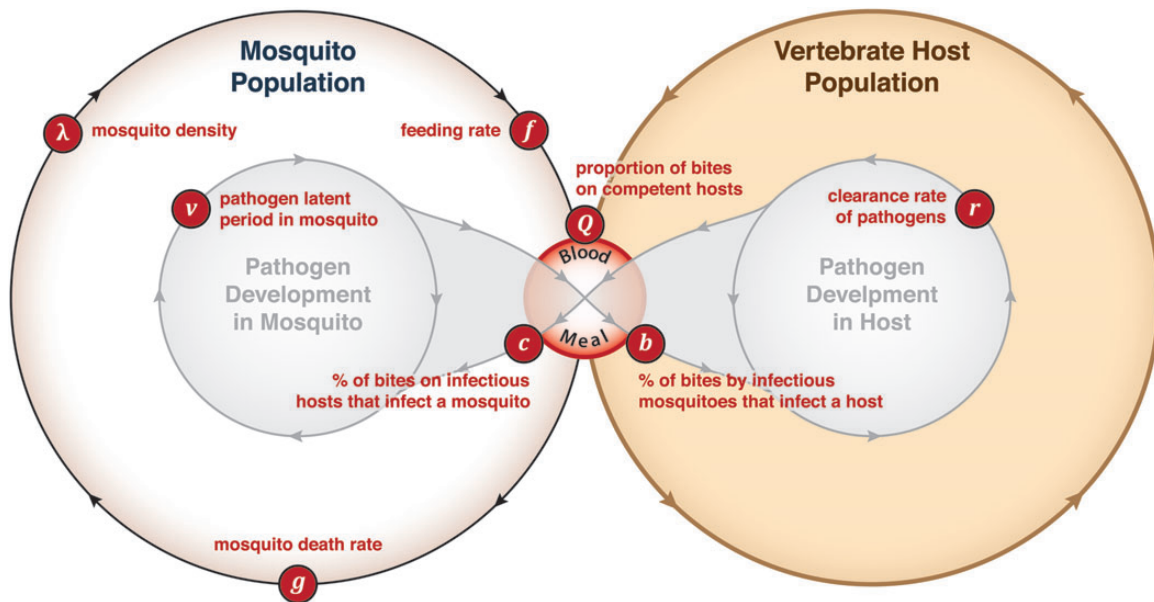 Mosquito
Population
Vertebrate Host
Population
λ
mosquito density
feeding rate
f
proportion of bites
on competent hosts
Q
v
pathogen latent
period in mosquito
clearance rate
of pathogens
r
Pathogen
Development
in Mosquito
Blood
Meal
Pathogen
Develpment
in Host
c
b
% of bites on infectious
hosts that infect a mosquito
% of bites by infectious
mosquitoes that infect a host
mosquito death rate
g